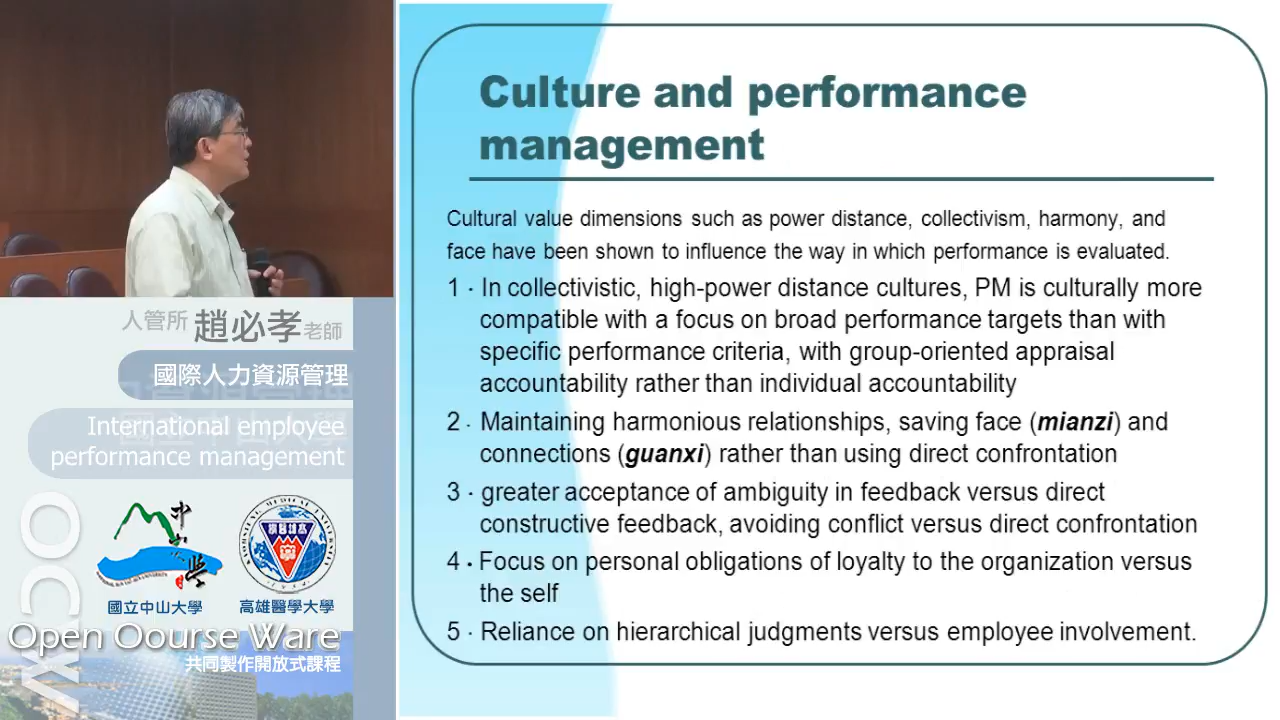 Culture and performance
management
Cultural value dimensions such as power distance, collectivism, harmony, and
face have been shown to influence the way in which performance is evaluated.
1 · In collectivistic, high-power distance cultures, PM is culturally more
compatible with a focus on broad performance targets than with
specific performance criteria, with group-oriented appraisal
accountability rather than individual accountability
2 · Maintaining harmonious relationships, saving face (mianzi) and
connections (guanxi) rather than using direct confrontation
3 · greater acceptance of ambiguity in feedback versus direct
constructive feedback, avoiding conflict versus direct confrontation
4 · Focus on personal obligations of loyalty to the organization versus
the self
5 · Reliance on hierarchical judgments versus employee involvement.
人管所 趙必孝老師
國際人力資源管理
International employee
performance management
中山大學
國立中山大學
高雄醫學大學
Open Oourse Ware
共同製作開放式課程
OCW